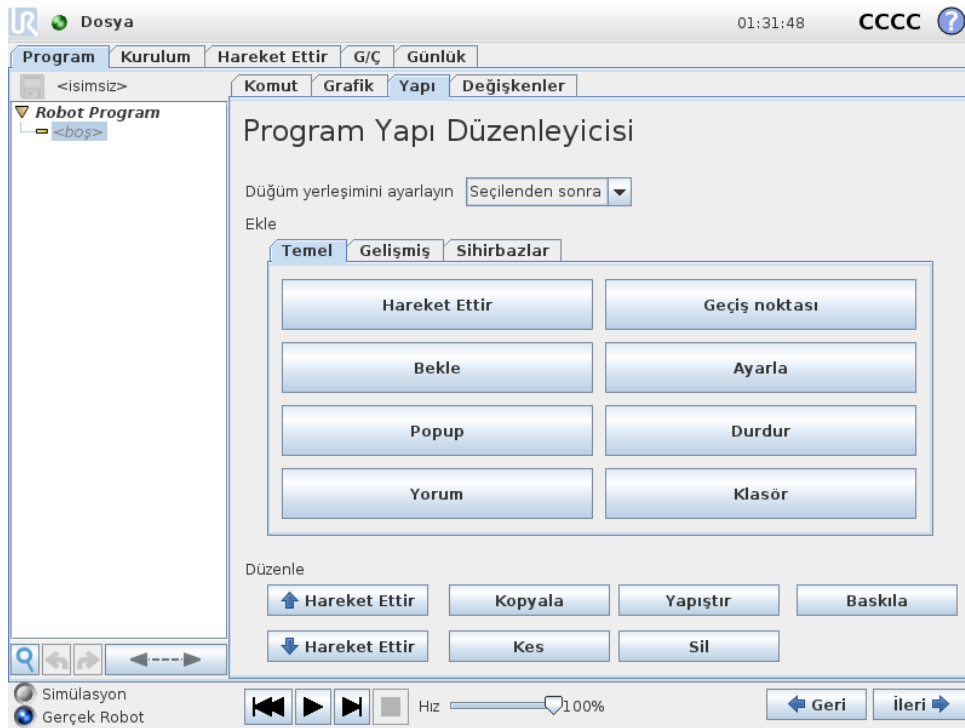 UR Dosya 01:31:48 CCCC ?
Program Kurulum Hareket Ettir G/Ç Günlük
<isimsiz>
Komut Grafik Yapı Değişkenler
Robot Program
<boş>
Program Yapı Düzenleyicisi
Düğüm yerleşimini ayarlayın Seçilenden sonra
Ekle
Temel Gelişmiş Sihirbazlar
Hareket Ettir Geçiş noktası
Bekle Ayarla
Popup Durdur
Yorum Klasör
Düzenle
Hareket Ettir Kopyala Yapıştır Baskıla
Hareket Ettir Kes Sil
Simülasyon
Gerçek Robot
Hız 100%
Geri İleri